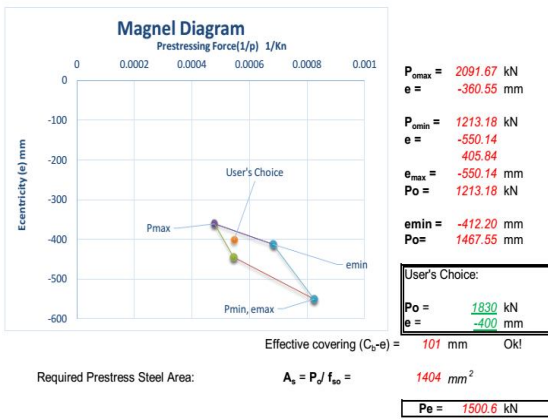 Magnel Diagram
Prestressing Force(1/p) 1/Kn
0 0.0002 0.0004 0.0006 0.0008 0.001
0
-100
-200
-300
-400
-500
-600
Ecentricity (e) mm
User's Choice
Pmax
emin
Pmin, emax
Pomax = 2091.67 kN
e = -360.55 mm
Pomin = 1213.18 kN
e = -550.14
405.84
emax = -550.14 mm
Po = 1213.18 kN
emin = -412.20 mm
Po= 1467.55 mm
User's Choice:
Po = 1830 kN
e = -400 mm
Effective covering (Cb-e) = 101 mm Ok!
Required Prestress Steel Area: As = Po/ fso = 1404 mm²
Pe = 1500.6 kN